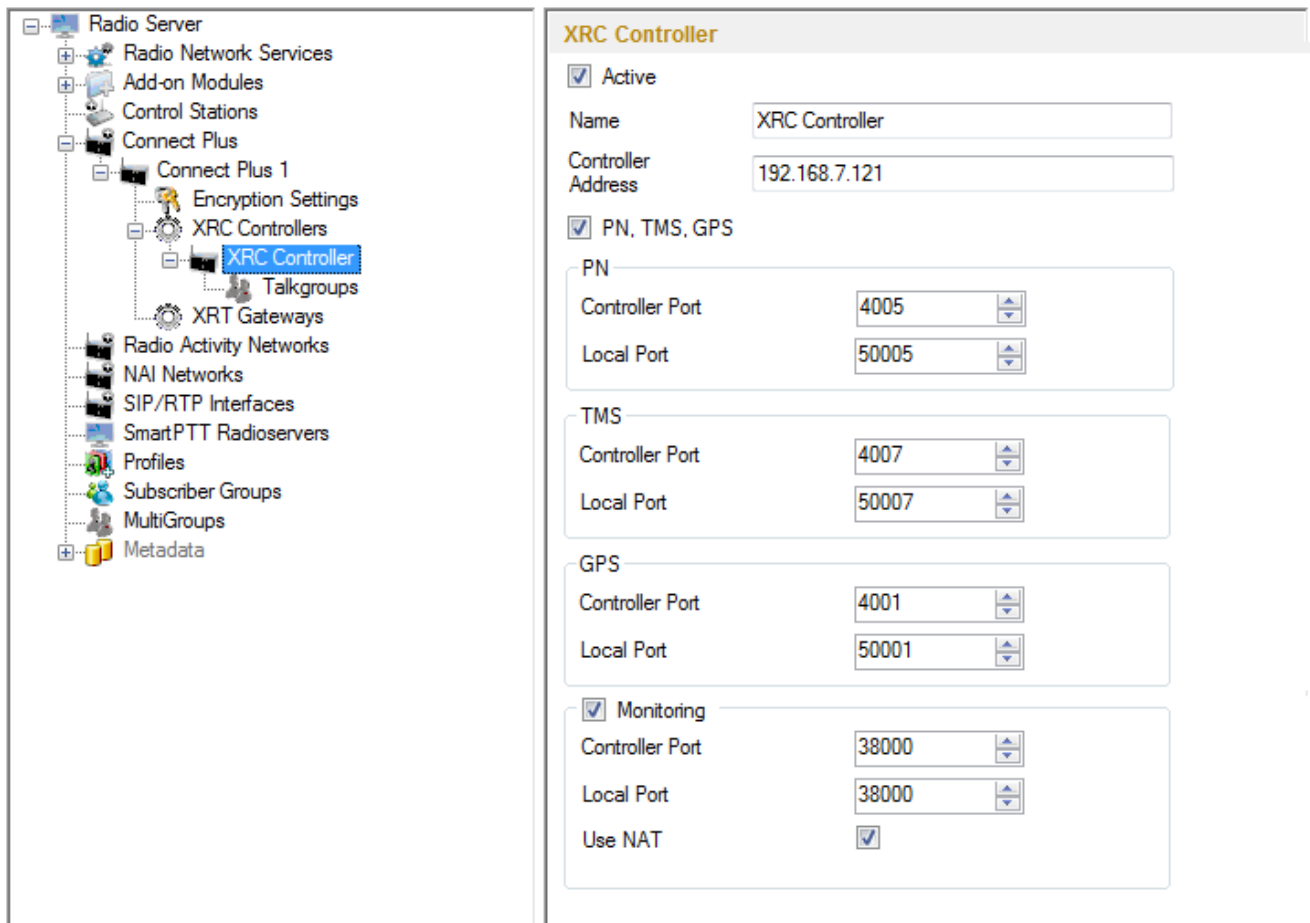 Radio Server
Radio Network Services
Add-on Modules
Control Stations
Connect Plus
Connect Plus 1
Encryption Settings
XRC Controllers
XRC Controller
Talkgroups
XRT Gateways
Radio Activity Networks
NAI Networks
SIP/RTP Interfaces
SmartPTT Radioservers
Profiles
Subscriber Groups
MultiGroups
Metadata
XRC Controller
Active
Name XRC Controller
Controller
Address 192.168.7.121
PN, TMS, GPS
PN
Controller Port 4005
Local Port 50005
TMS
Controller Port 4007
Local Port 50007
GPS
Controller Port 4001
Local Port 50001
Monitoring
Controller Port 38000
Local Port 38000
Use NAT